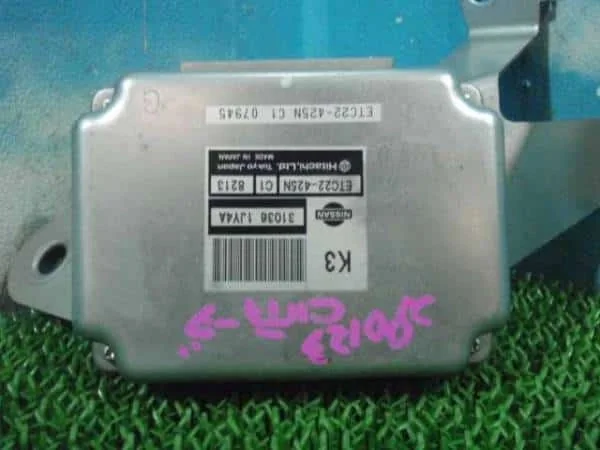 K3
NISSAN
31036 1JY4A
ETC22-425N C1 8213
Hitachi,Ltd. Tokyo Japan
MADE IN JAPAN
ETC22-425N C1 07945
G